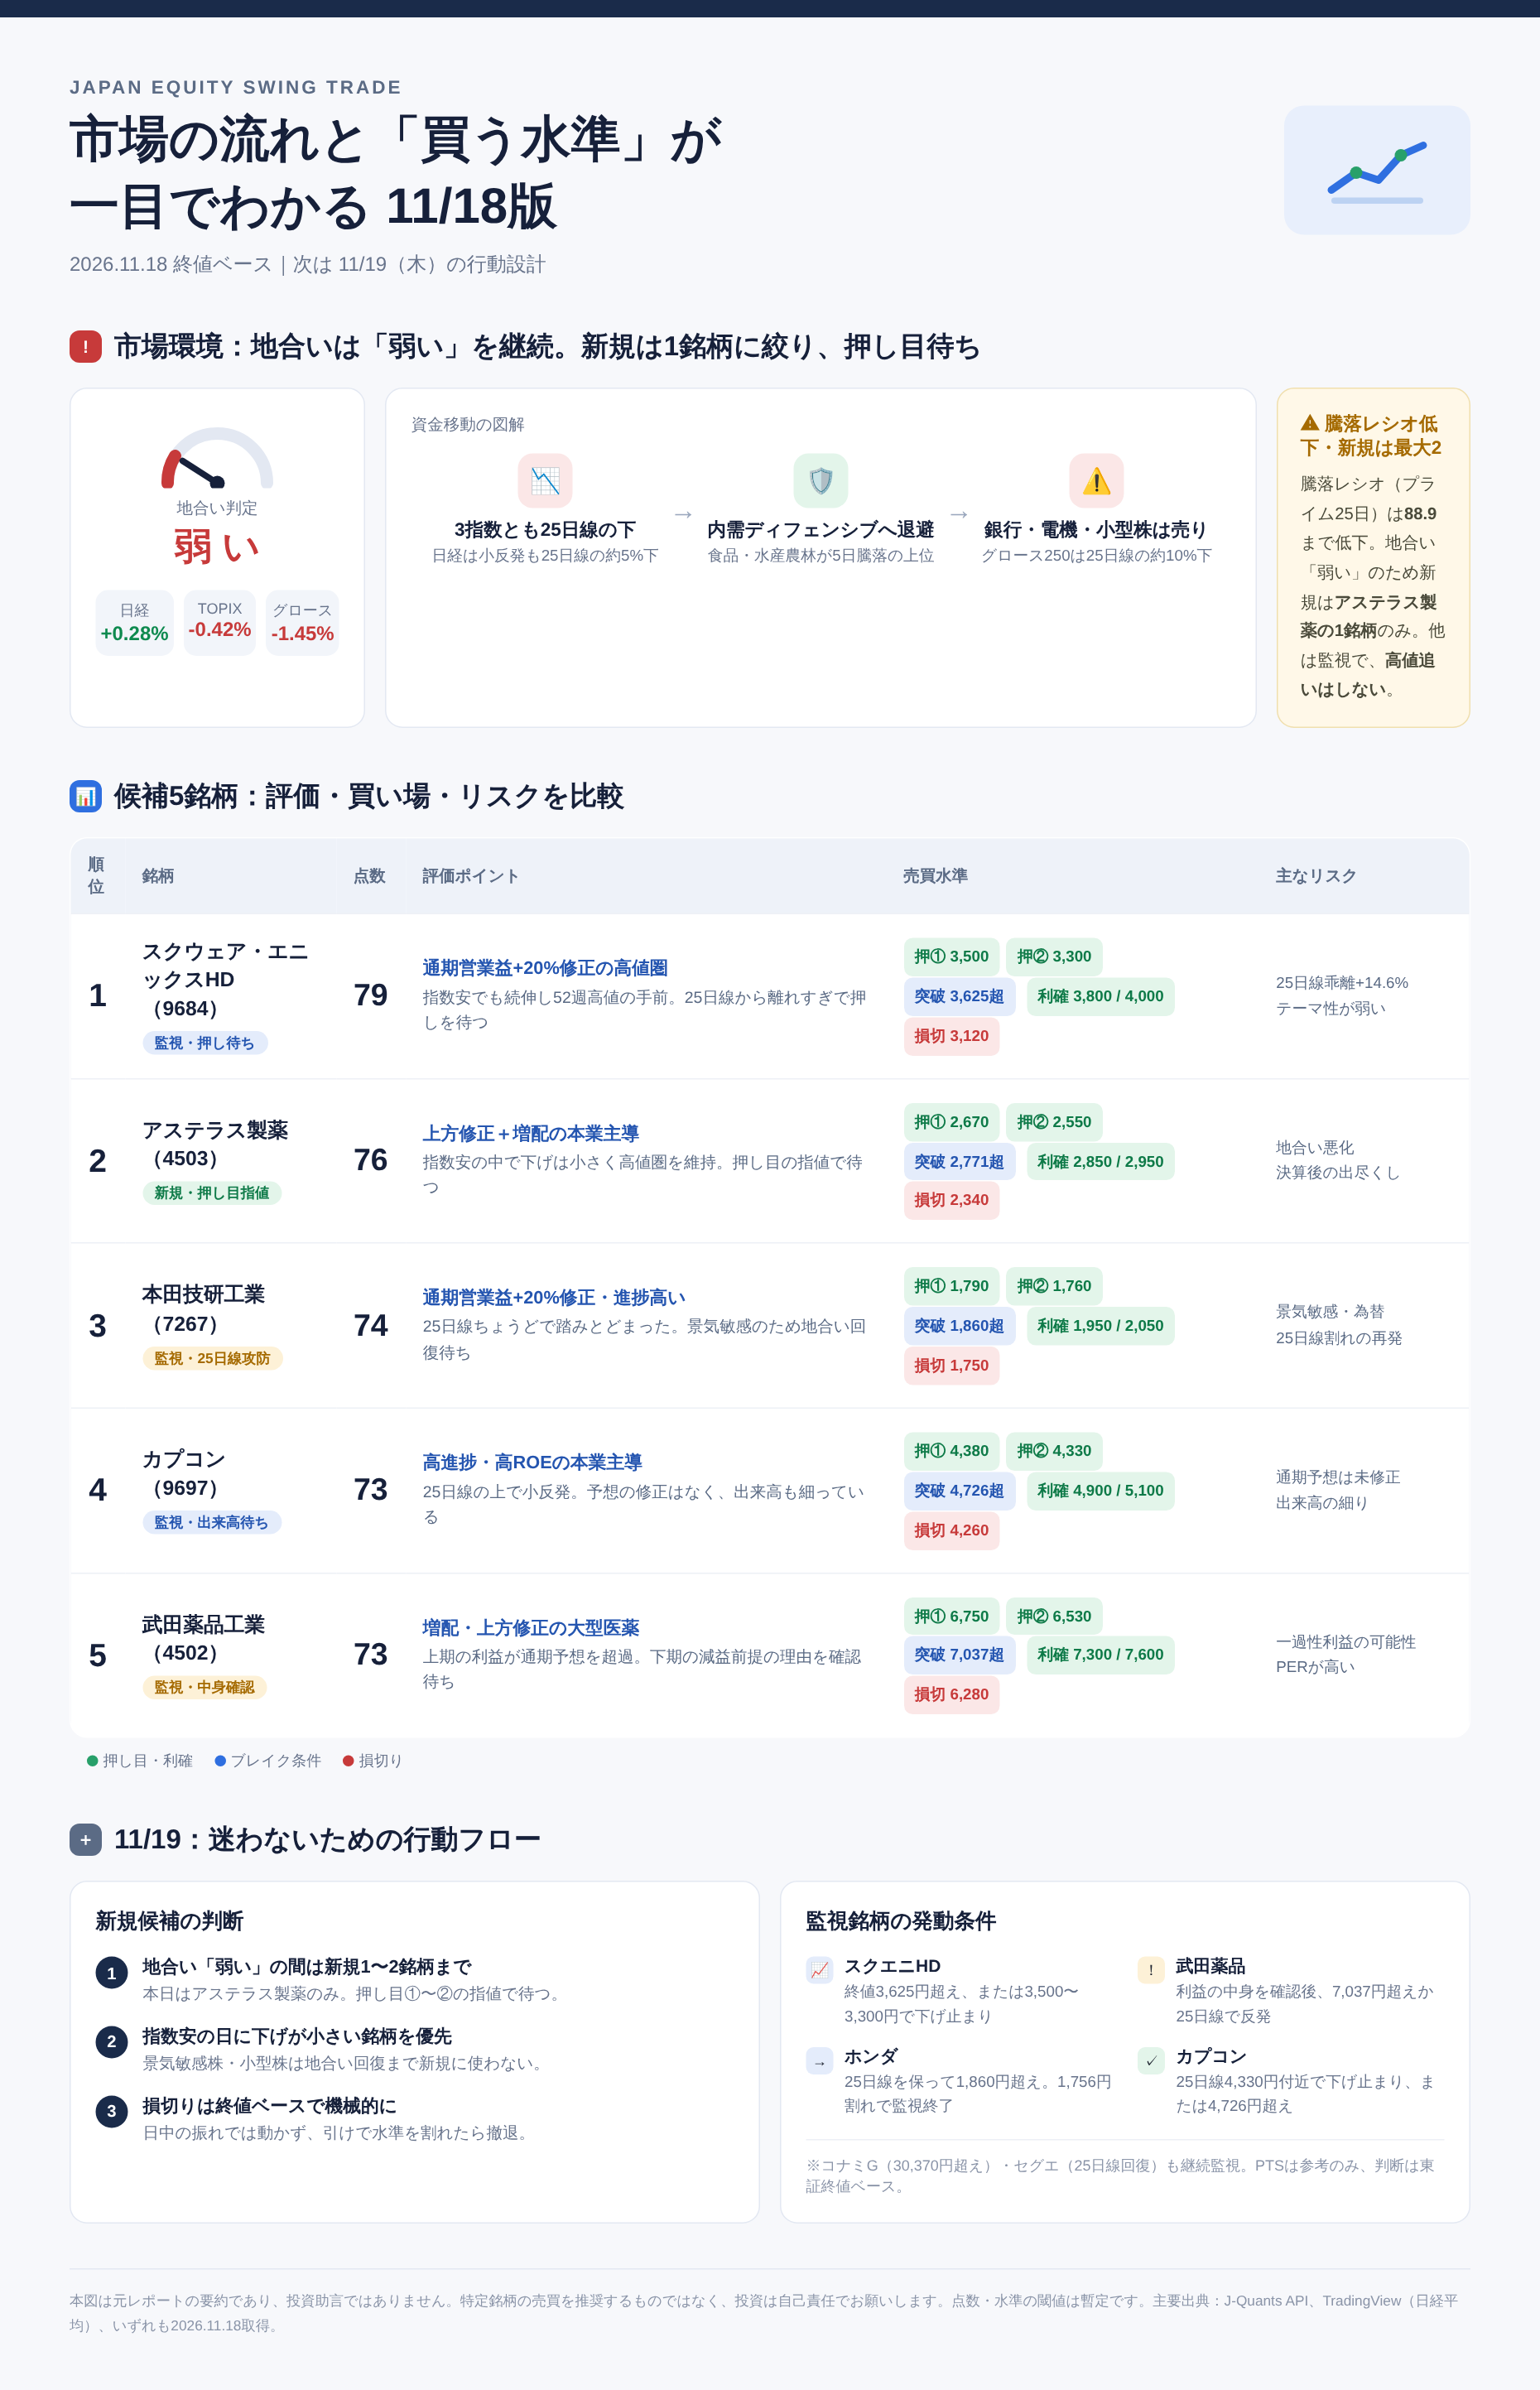 JAPAN EQUITY SWING TRADE
市場の流れと「買う水準」が
一目でわかる 11/18版
2026.11.18 終値ベース｜次は 11/19（木）の行動設計
! 市場環境：地合いは「弱い」を継続。新規は1銘柄に絞り、押し目待ち
地合い判定
弱い
日経
+0.28%
TOPIX
-0.42%
グロース
-1.45%
資金移動の図解
3指数とも25日線の下
日経は小反発も25日線の約5%下
→
内需ディフェンシブへ退避
食品・水産農林が5日騰落の上位
→
銀行・電機・小型株は売り
グロース250は25日線の約10%下
騰落レシオ低
下・新規は最大2
騰落レシオ（プラ
イム25日）は88.9
まで低下。地合い
「弱い」のため新
規はアステラス製
薬の1銘柄のみ。他
は監視で、高値追
いはしない。
候補5銘柄：評価・買い場・リスクを比較
順
位
銘柄
点数
評価ポイント
売買水準
主なリスク
1
スクウェア・エニ
ックスHD
（9684）
監視・押し待ち
79
通期営業益+20%修正の高値圏
指数安でも続伸し52週高値の手前。25日線から離れすぎで押
しを待つ
押① 3,500 押② 3,300
突破 3,625超 利確 3,800 / 4,000
損切 3,120
25日線乖離+14.6%
テーマ性が弱い
2
アステラス製薬
（4503）
新規・押し目指値
76
上方修正＋増配の本業主導
指数安の中で下げは小さく高値圏を維持。押し目の指値で待
つ
押① 2,670 押② 2,550
突破 2,771超 利確 2,850 / 2,950
損切 2,340
地合い悪化
決算後の出尽くし
3
本田技研工業
（7267）
監視・25日線攻防
74
通期営業益+20%修正・進捗高い
25日線ちょうどで踏みとどまった。景気敏感のため地合い回
復待ち
押① 1,790 押② 1,760
突破 1,860超 利確 1,950 / 2,050
損切 1,750
景気敏感・為替
25日線割れの再発
4
カプコン
（9697）
監視・出来高待ち
73
高進捗・高ROEの本業主導
25日線の上で小反発。予想の修正はなく、出来高も細ってい
る
押① 4,380 押② 4,330
突破 4,726超 利確 4,900 / 5,100
損切 4,260
通期予想は未修正
出来高の細り
5
武田薬品工業
（4502）
監視・中身確認
73
増配・上方修正の大型医薬
上期の利益が通期予想を超過。下期の減益前提の理由を確認
待ち
押① 6,750 押② 6,530
突破 7,037超 利確 7,300 / 7,600
損切 6,280
一過性利益の可能性
PERが高い
押し目・利確 ブレイク条件 損切り
+ 11/19：迷わないための行動フロー
新規候補の判断
1 地合い「弱い」の間は新規1〜2銘柄まで
本日はアステラス製薬のみ。押し目①〜②の指値で待つ。
2 指数安の日に下げが小さい銘柄を優先
景気敏感株・小型株は地合い回復まで新規に使わない。
3 損切りは終値ベースで機械的に
日中の振れでは動かず、引けで水準を割れたら撤退。
監視銘柄の発動条件
スクエニHD
終値3,625円超え、または3,500〜
3,300円で下げ止まり
! 武田薬品
利益の中身を確認後、7,037円超えか
25日線で反発
→ ホンダ
25日線を保って1,860円超え。1,756円
割れで監視終了
✓ カプコン
25日線4,330円付近で下げ止まり、ま
たは4,726円超え
※コナミG（30,370円超え）・セグエ（25日線回復）も継続監視。PTSは参考のみ、判断は東
証終値ベース。
本図は元レポートの要約であり、投資助言ではありません。特定銘柄の売買を推奨するものではなく、投資は自己責任でお願いします。点数・水準の閾値は暫定です。主要出典：J-Quants API、TradingView（日経平
均）、いずれも2026.11.18取得。